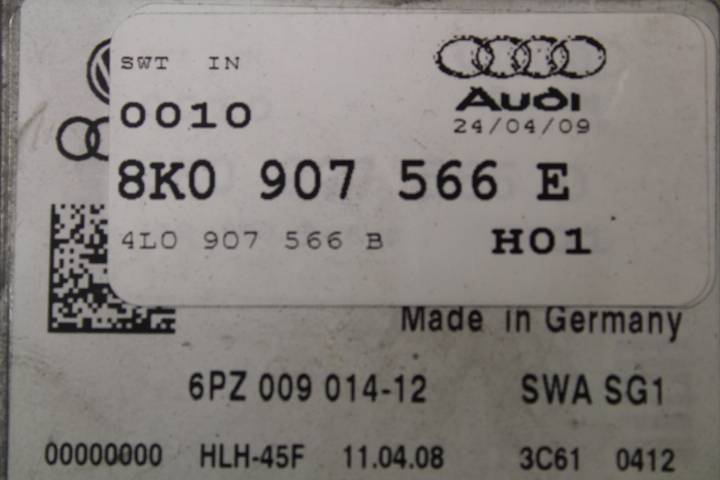 SWT IN
0010
Audi
24/04/09
8K0 907 566 E
4L0 907 566 B H01
Made in Germany
6PZ 009 014-12 SWA SG1
00000000 HLH-45F 11.04.08 3C61 0412